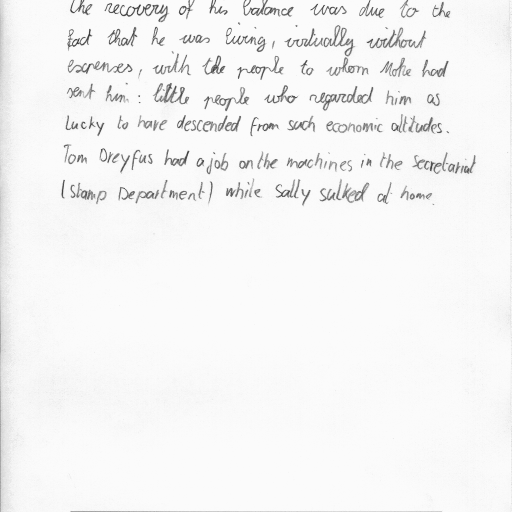 The recovery of his balance was due to the
fact that he was living, virtually without
expenses, with the people to whom Mokie had
sent him: little people who regarded him as
lucky to have descended from such economic altitudes.
Tom Dreyfus had a job on the machines in the Secretariat
(Stamp Department) while Sally sulked at home.